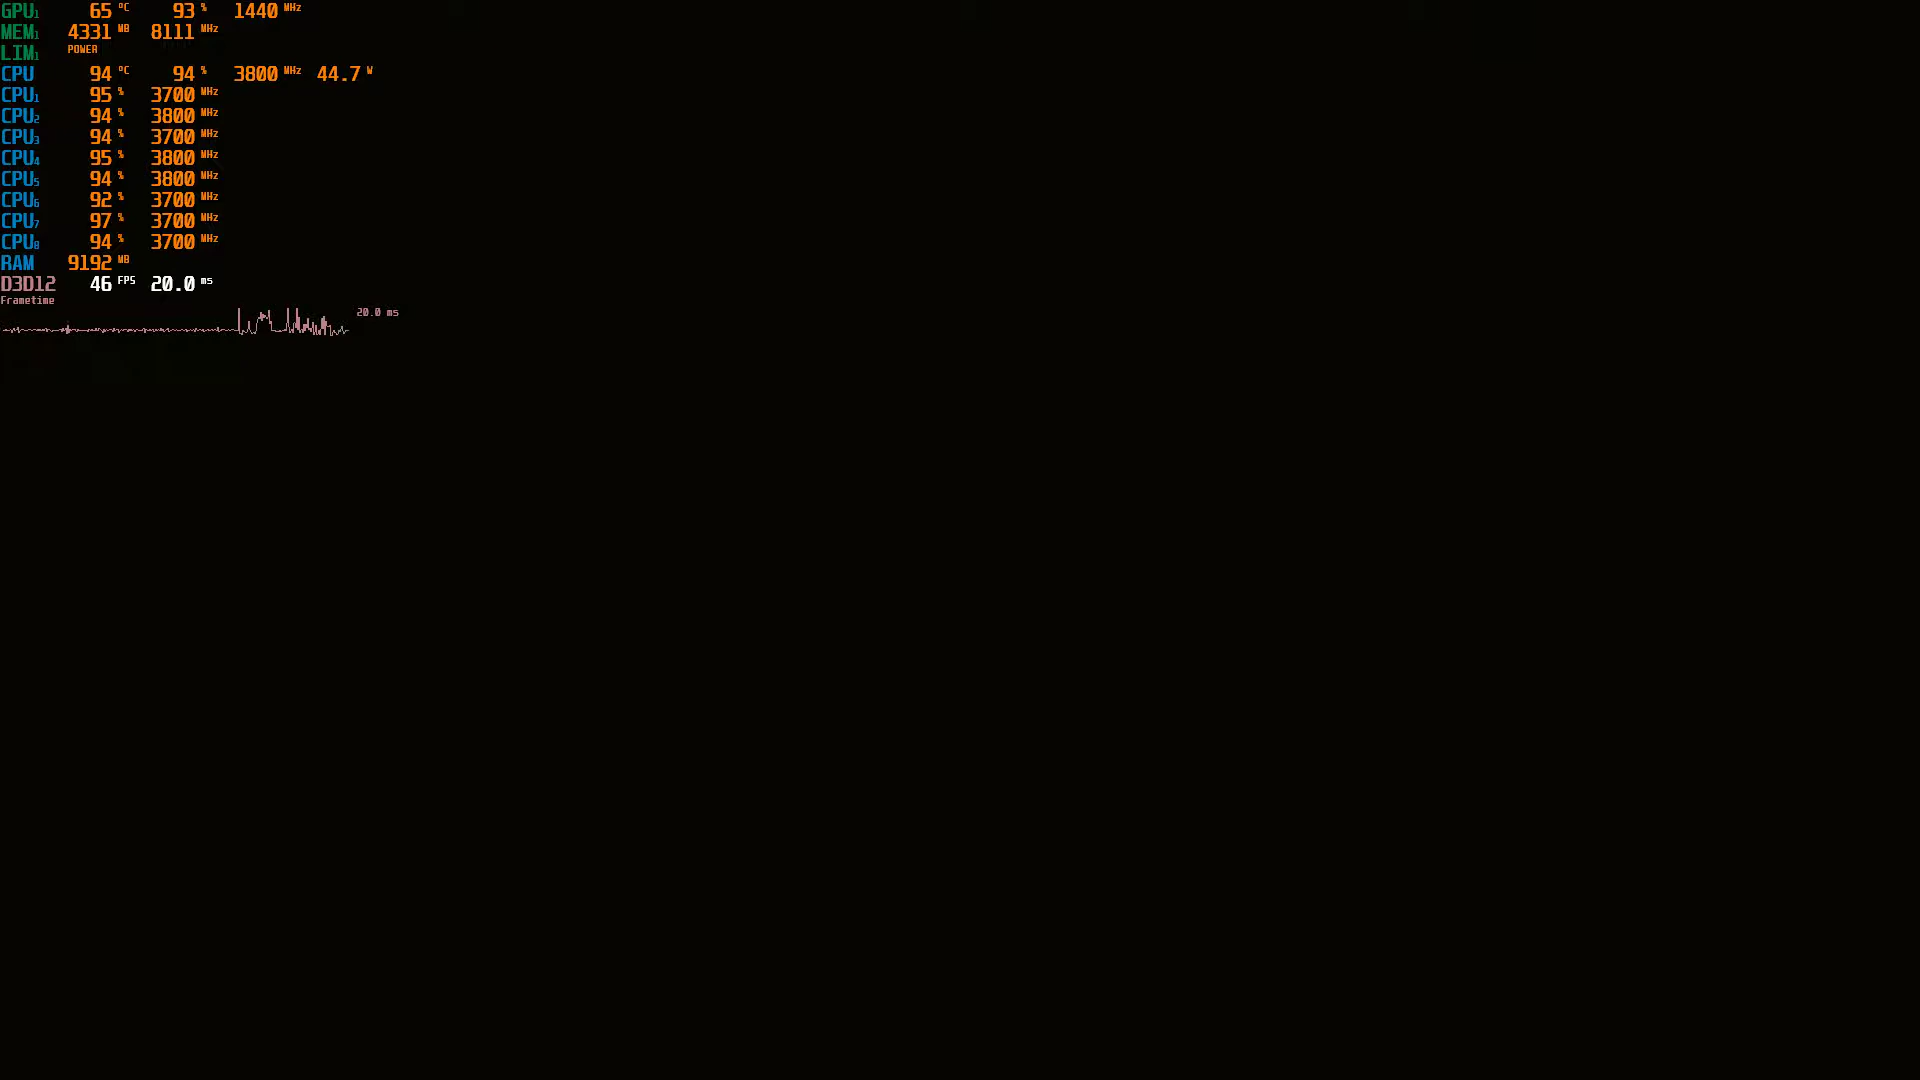 GPU1 65 °C 93 % 1440 MHz
MEM1 4331 MB 8111 MHz
LIM1 POWER
CPU 94 °C 94 % 3800 MHz 44.7 W
CPU1 95 % 3700 MHz
CPU2 94 % 3800 MHz
CPU3 94 % 3700 MHz
CPU4 95 % 3800 MHz
CPU5 94 % 3800 MHz
CPU6 92 % 3700 MHz
CPU7 97 % 3700 MHz
CPU8 94 % 3700 MHz
RAM 9192 MB
D3D12 46 FPS 20.0 ms
Frametime
20.0 ms